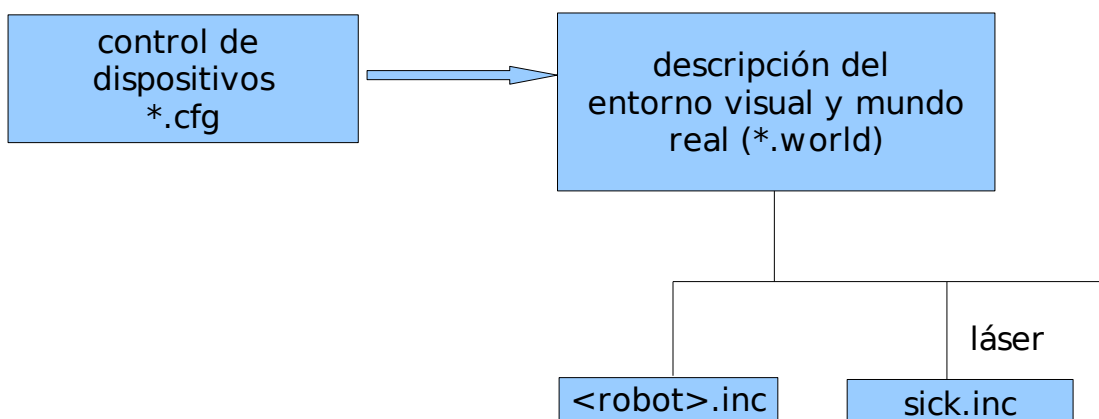 control de
dispositivos
*.cfg
descripción del
entorno visual y mundo
real (*.world)
láser
<robot>.inc
sick.inc